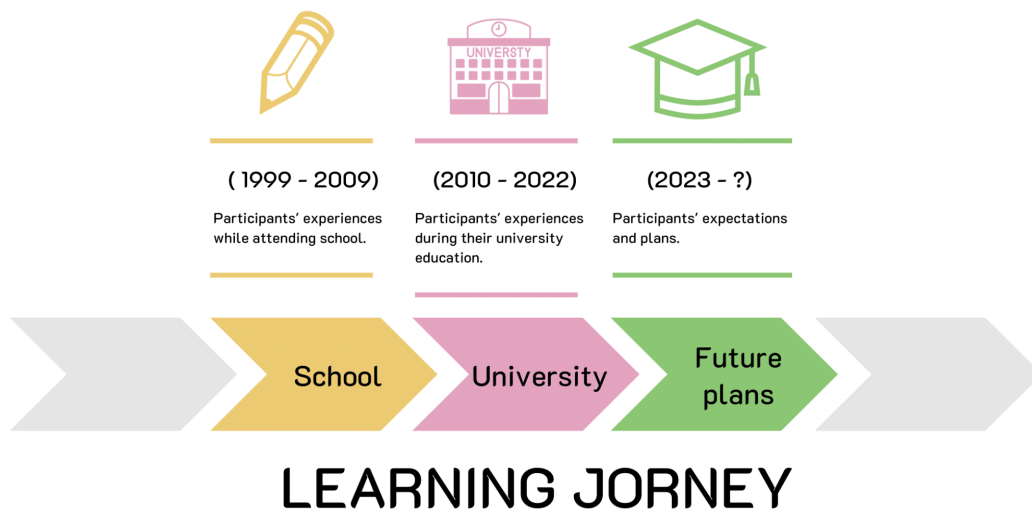 UNIVERSTY
( 1999 - 2009)
Participants' experiences
while attending school.
(2010 - 2022)
Participants' experiences
during their university
education.
(2023 - ?)
Participants' expectations
and plans.
School
University
Future
plans
LEARNING JORNEY